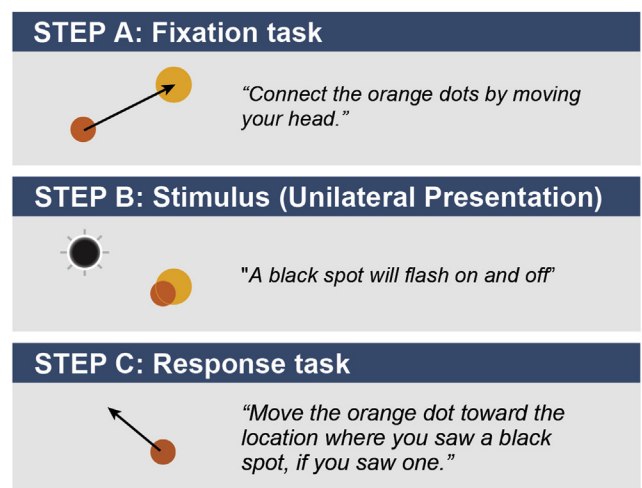 STEP A: Fixation task
“Connect the orange dots by moving
your head.”
STEP B: Stimulus (Unilateral Presentation)
"A black spot will flash on and off”
STEP C: Response task
“Move the orange dot toward the
location where you saw a black
spot, if you saw one.”